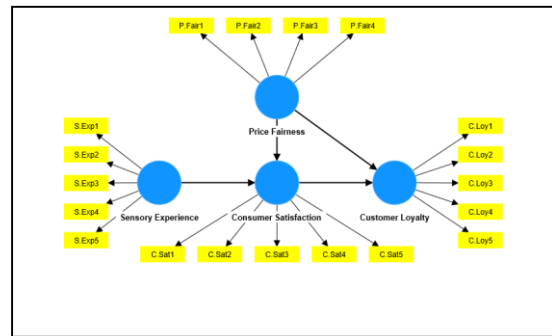 P.Fair1 P.Fair2 P.Fair3 P.Fair4
Price Fairness
S.Exp1
S.Exp2
S.Exp3
S.Exp4
S.Exp5
Sensory Experience
Consumer Satisfaction
Customer Loyalty
C.Loy1
C.Loy2
C.Loy3
C.Loy4
C.Loy5
C.Sat1 C.Sat2 C.Sat3 C.Sat4 C.Sat5